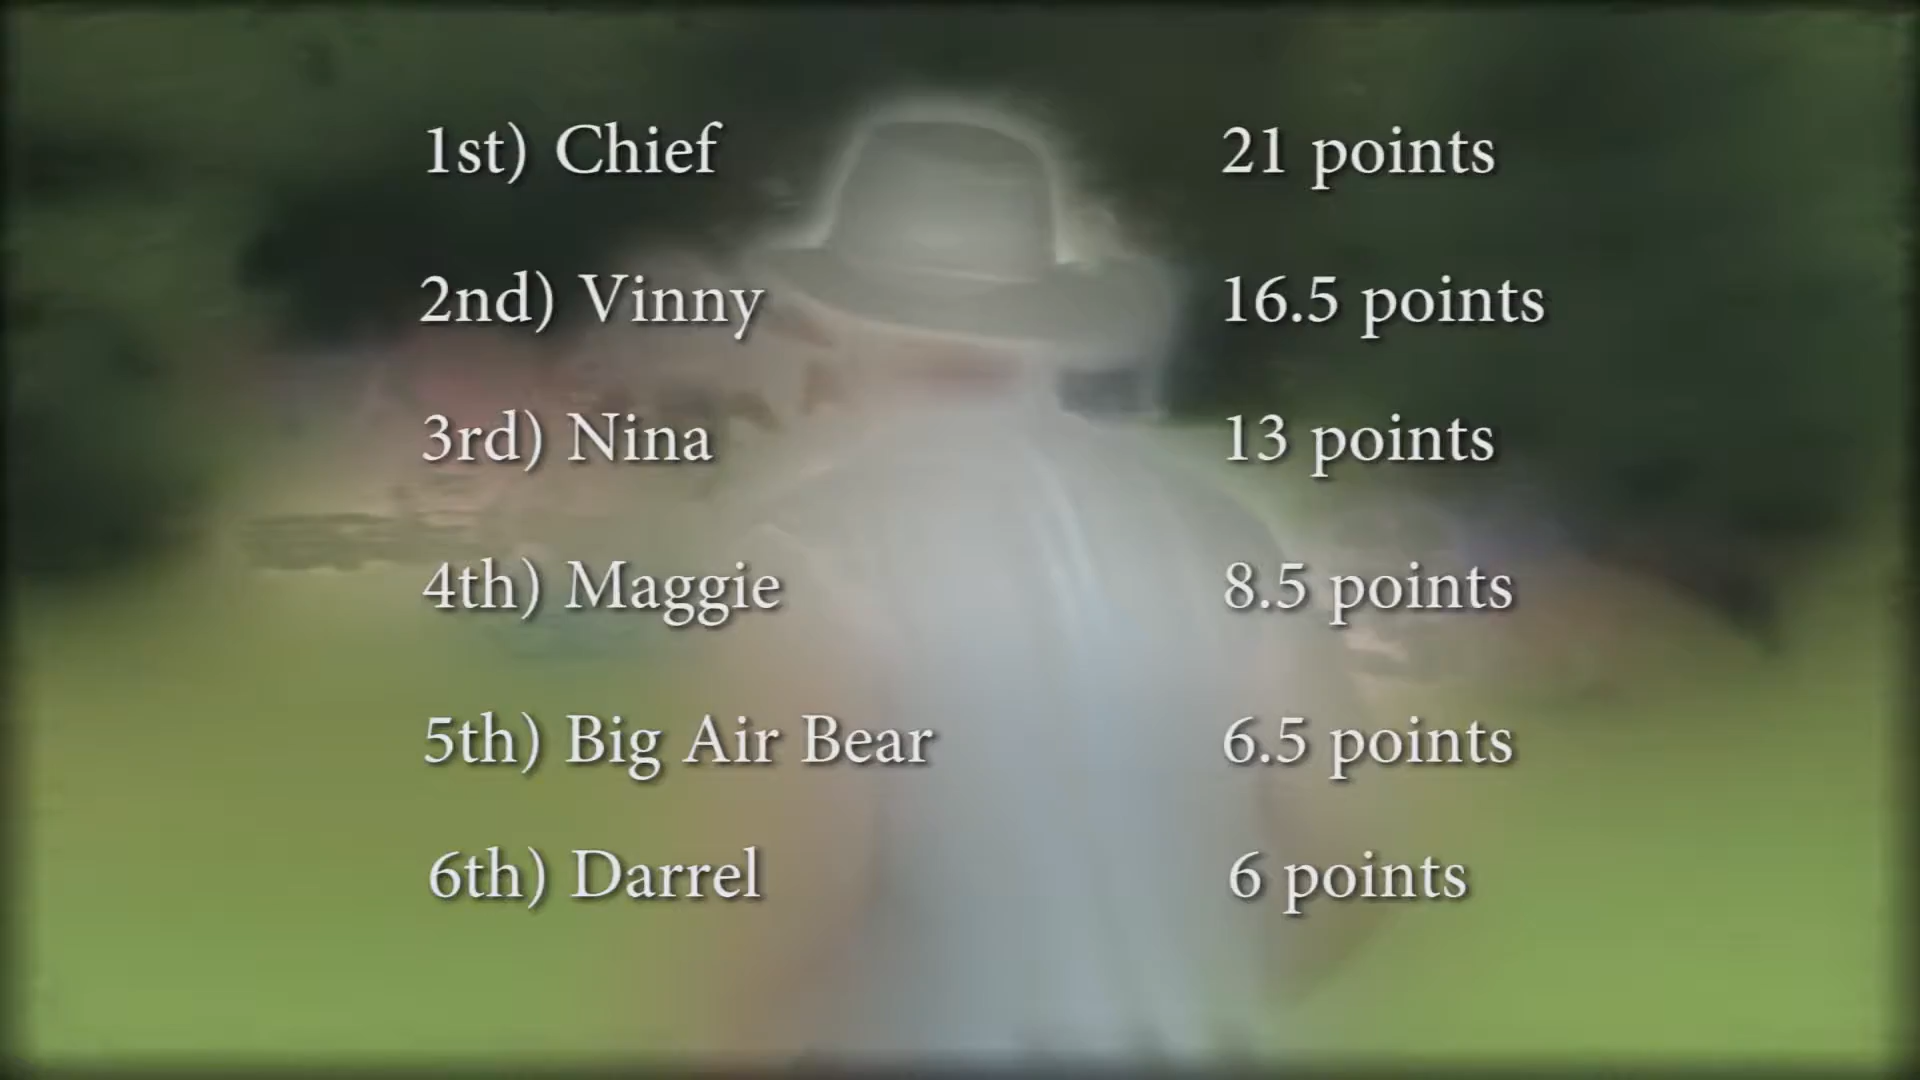 1st) Chief 21 points
2nd) Vinny 16.5 points
3rd) Nina 13 points
4th) Maggie 8.5 points
5th) Big Air Bear 6.5 points
6th) Darrel 6 points